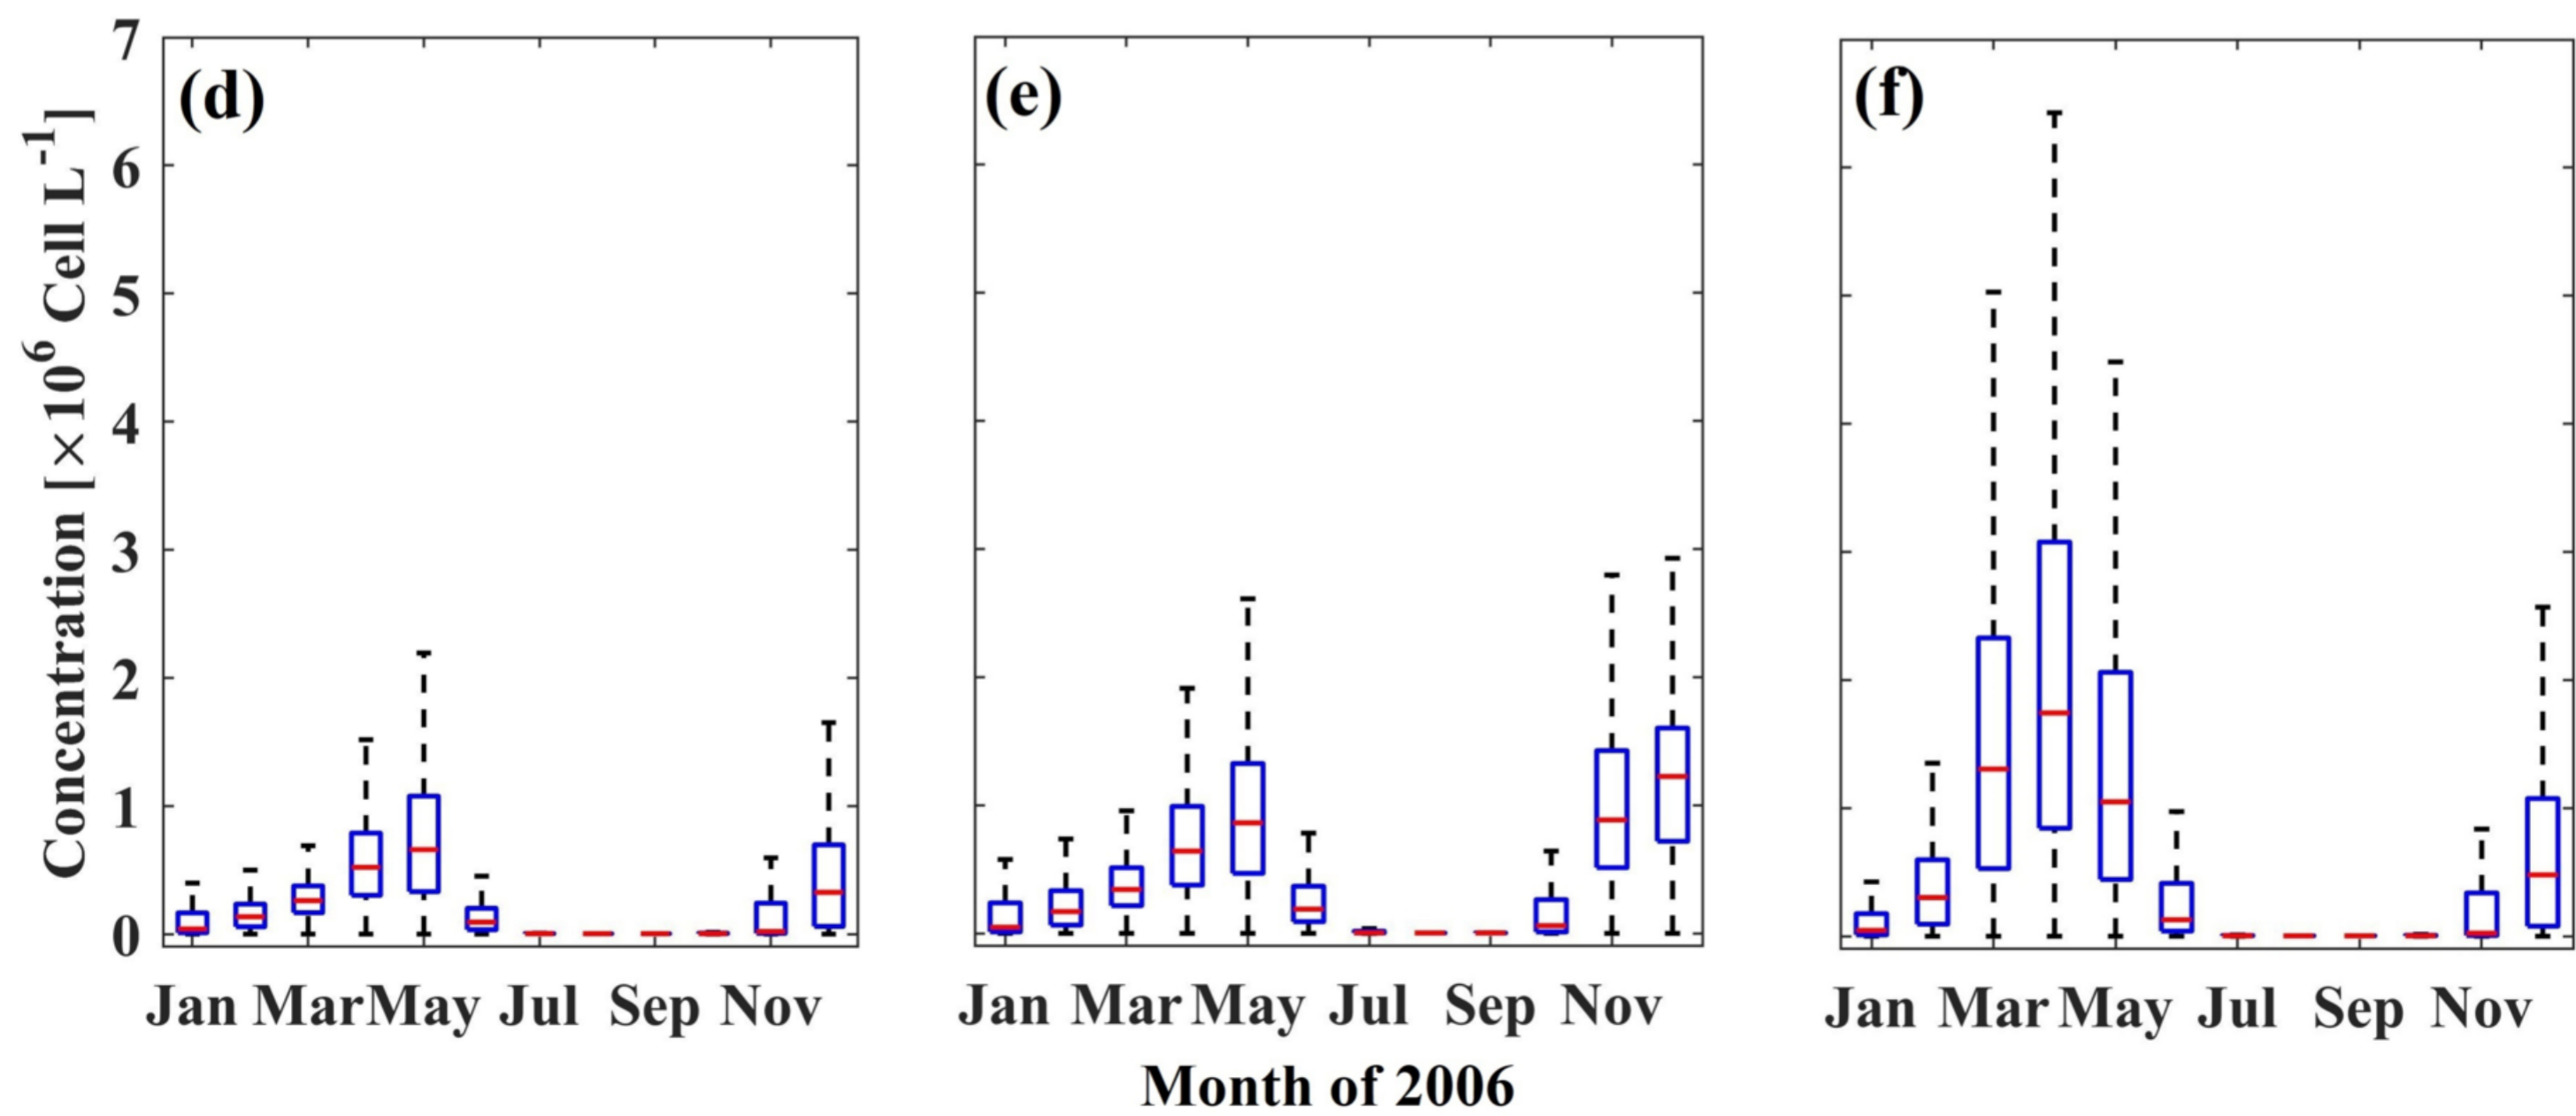 (d) (e) (f)
Concentration [×10⁶ Cell L⁻¹]
7
6
5
4
3
2
1
0
Jan Mar May Jul Sep Nov
Jan Mar May Jul Sep Nov
Jan Mar May Jul Sep Nov
Month of 2006